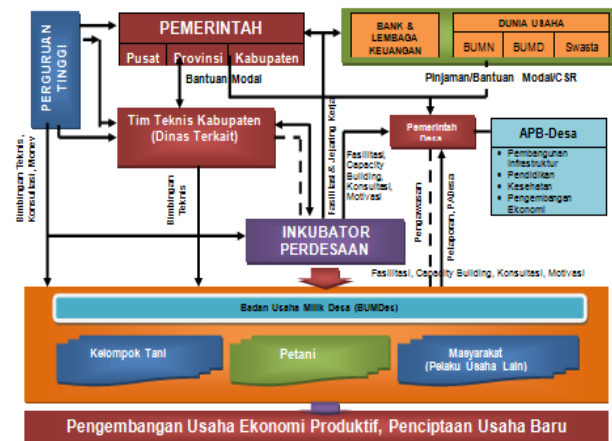 PERGURUAN
TINGGI
PEMERINTAH
Pusat
Provinsi
Kabupaten
BANK &
LEMBAGA
KEUANGAN
DUNIA USAHA
BUMN
BUMD
Swasta
Bantuan Modal
Pinjaman/Bantuan Modal/CSR
Tim Teknis Kabupaten
(Dinas Terkait)
Pemerintah
Desa
APB-Desa
• Pembangunan
Infrastruktur
• Pendidikan
• Kesehatan
• Pengembangan
Ekonomi
Bimbingan Teknis,
Konsultasi, Monev
Bimbingan
Teknis
Fasilitasi & Jejaring Kerja
Fasilitasi,
Capacity
Building,
Konsultasi,
Motivasi
Pengawasan
Pelaporan, PADesa
INKUBATOR
PERDESAAN
Fasilitasi, Capacity Building, Konsultasi, Motivasi
Badan Usaha Milik Desa (BUMDes)
Kelompok Tani
Petani
Masyarakat
(Pelaku Usaha Lain)
Pengembangan Usaha Ekonomi Produktif, Penciptaan Usaha Baru